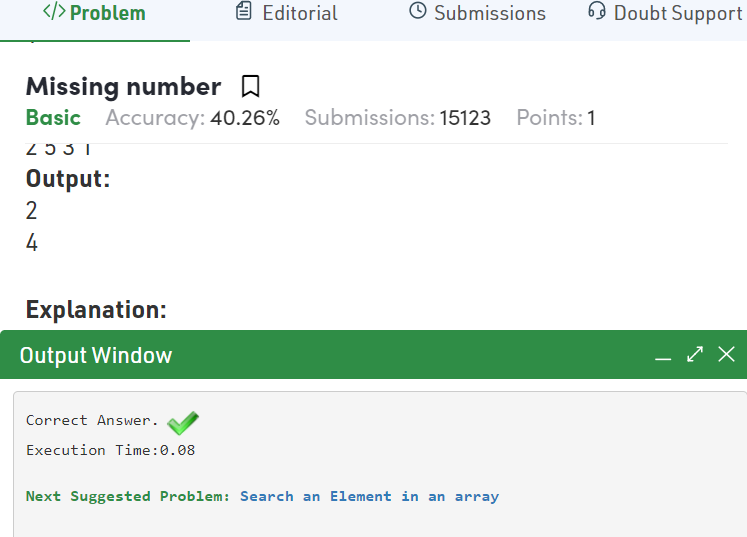 </> Problem Editorial Submissions Doubt Support
Missing number
Basic Accuracy: 40.26% Submissions: 15123 Points: 1
2 5 3 1
Output:
2
4
Explanation:
Output Window
Correct Answer.
Execution Time:0.08
Next Suggested Problem: Search an Element in an array